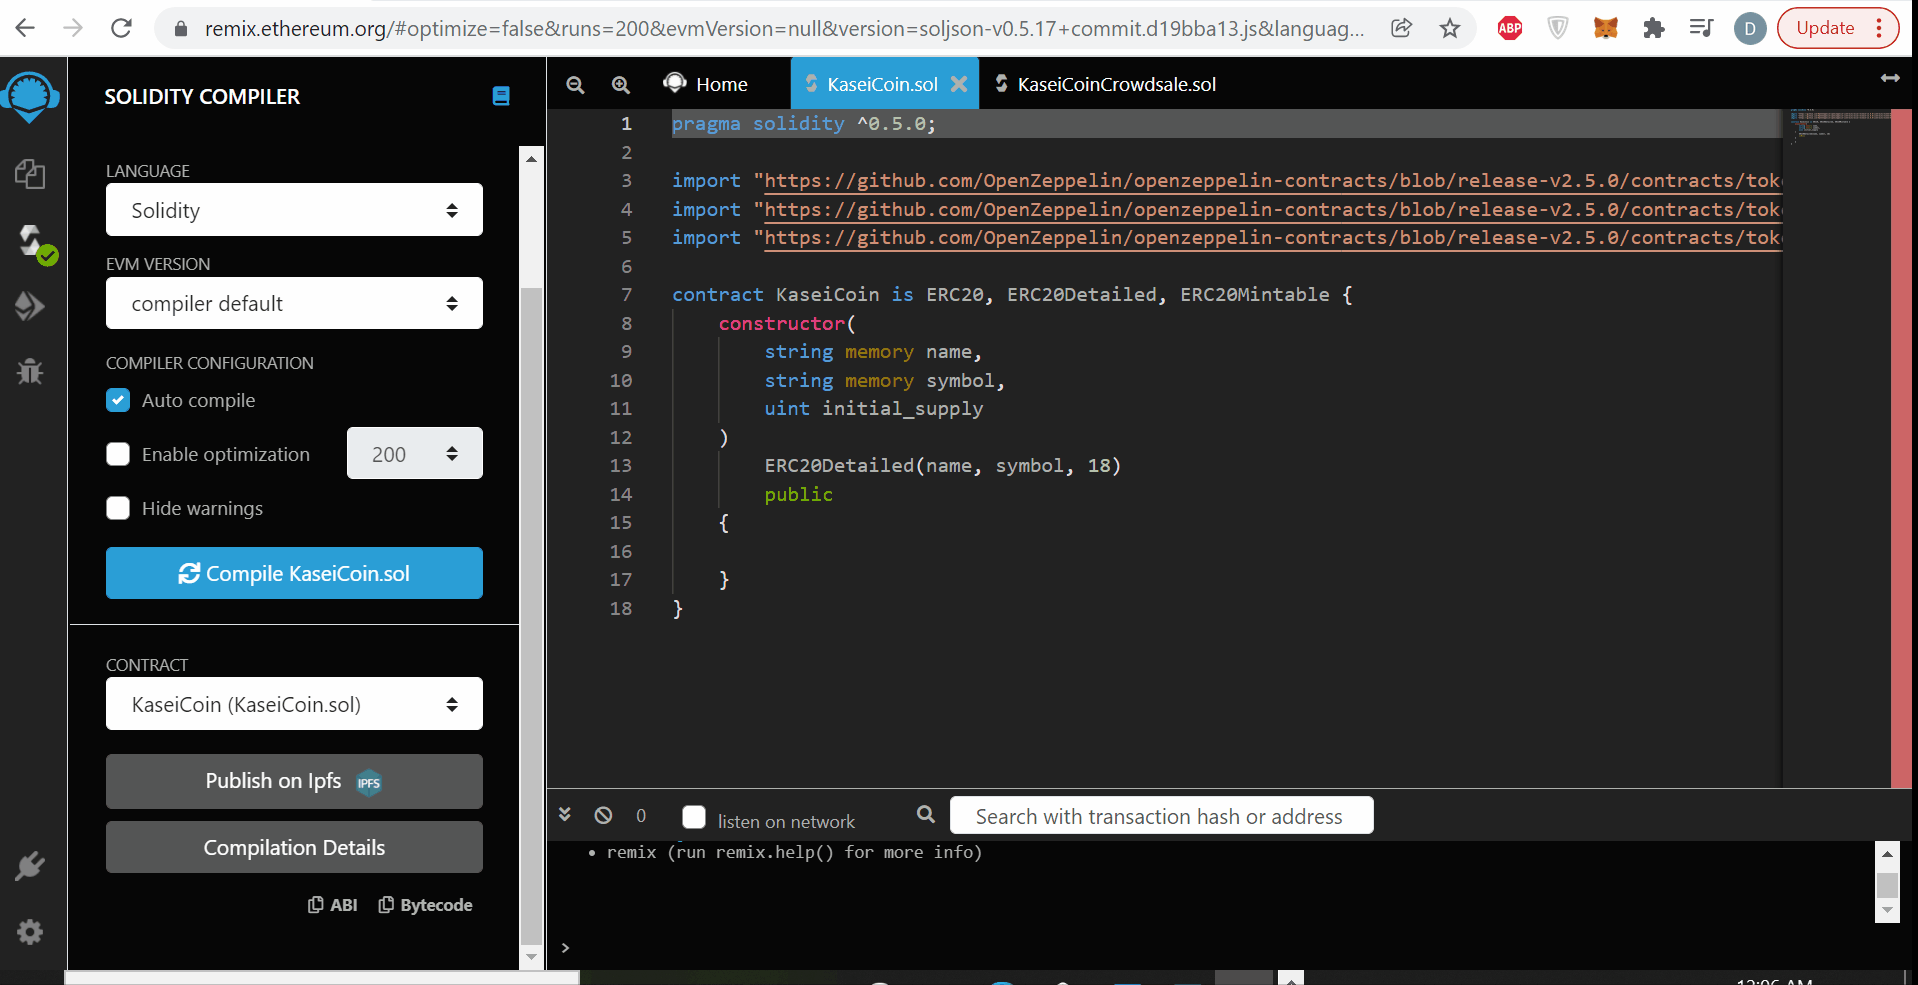 remix.ethereum.org/#optimize=false&runs=200&evmVersion=null&version=soljson-v0.5.17+commit.d19bba13.js&languag...
ABP
D
Update
SOLIDITY COMPILER
LANGUAGE
Solidity
EVM VERSION
compiler default
COMPILER CONFIGURATION
Auto compile
Enable optimization
200
Hide warnings
Compile KaseiCoin.sol
CONTRACT
KaseiCoin (KaseiCoin.sol)
Publish on Ipfs
IPFS
Compilation Details
ABI
Bytecode
Home
KaseiCoin.sol
KaseiCoinCrowdsale.sol
1 pragma solidity ^0.5.0;
2
3 import "https://github.com/OpenZeppelin/openzeppelin-contracts/blob/release-v2.5.0/contracts/tok
4 import "https://github.com/OpenZeppelin/openzeppelin-contracts/blob/release-v2.5.0/contracts/tok
5 import "https://github.com/OpenZeppelin/openzeppelin-contracts/blob/release-v2.5.0/contracts/tok
6
7 contract KaseiCoin is ERC20, ERC20Detailed, ERC20Mintable {
8 constructor(
9 string memory name,
10 string memory symbol,
11 uint initial_supply
12 )
13 ERC20Detailed(name, symbol, 18)
14 public
15 {
16
17 }
18 }
0
listen on network
Search with transaction hash or address
• remix (run remix.help() for more info)
>